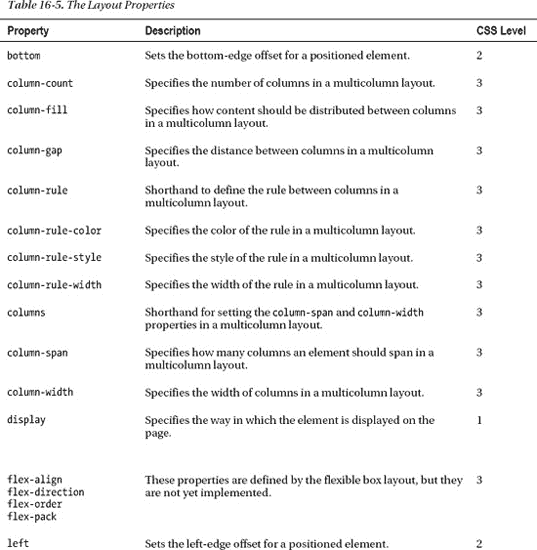 Table 16-5. The Layout Properties
Property Description CSS Level
bottom Sets the bottom-edge offset for a positioned element. 2
column-count Specifies the number of columns in a multicolumn layout. 3
column-fill Specifies how content should be distributed between columns 3
in a multicolumn layout.
column-gap Specifies the distance between columns in a multicolumn 3
layout.
column-rule Shorthand to define the rule between columns in a 3
multicolumn layout.
column-rule-color Specifies the color of the rule in a multicolumn layout. 3
column-rule-style Specifies the style of the rule in a multicolumn layout. 3
column-rule-width Specifies the width of the rule in a multicolumn layout. 3
columns Shorthand for setting the column-span and column-width 3
properties in a multicolumn layout.
column-span Specifies how many columns an element should span in a 3
multicolumn layout.
column-width Specifies the width of columns in a multicolumn layout. 3
display Specifies the way in which the element is displayed on the 1
page.
flex-align These properties are defined by the flexible box layout, but they 3
flex-direction are not yet implemented.
flex-order
flex-pack
left Sets the left-edge offset for a positioned element. 2